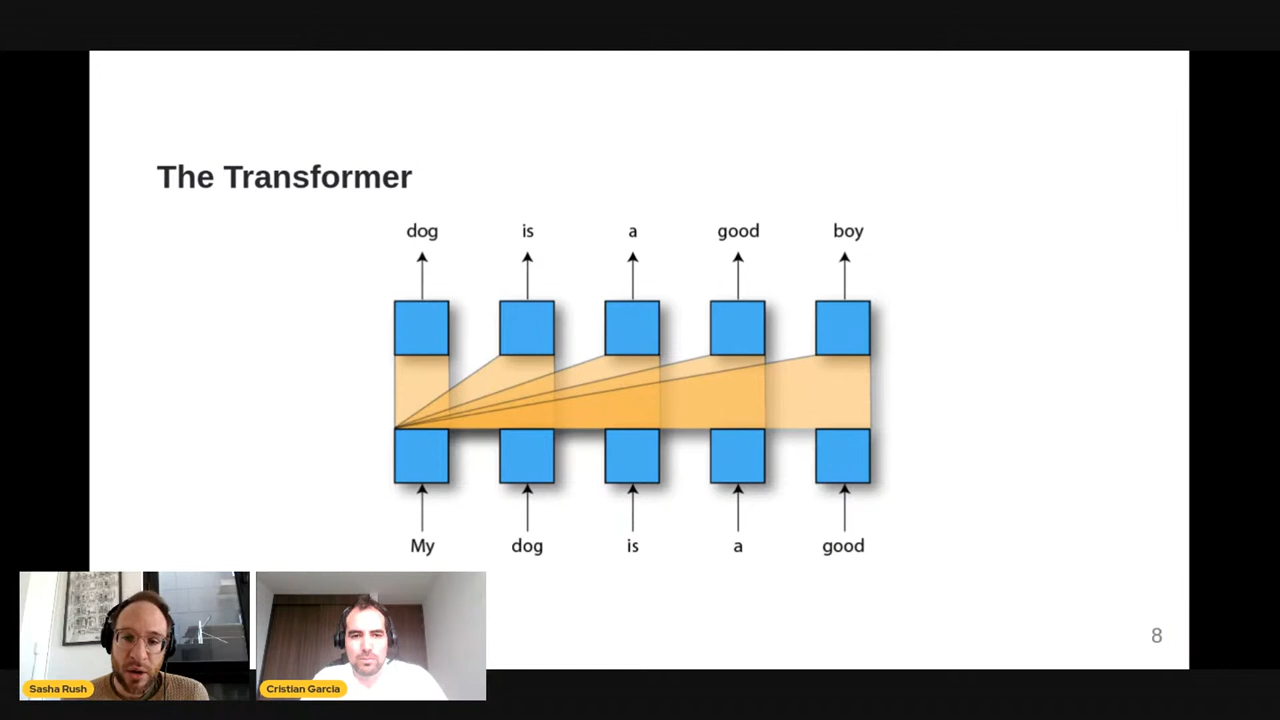 The Transformer
dog is a good boy
My dog is a good
8
Sasha Rush
Cristian Garcia